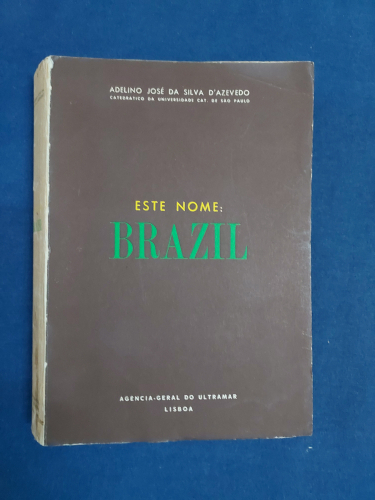 ADELINO JOSÉ DA SILVA D'AZEVEDO
CATEDRÁTICO DA UNIVERSIDADE CAT. DE SÃO PAULO
ESTE NOME:
BRAZIL
AGENCIA-GERAL DO ULTRAMAR
LISBOA